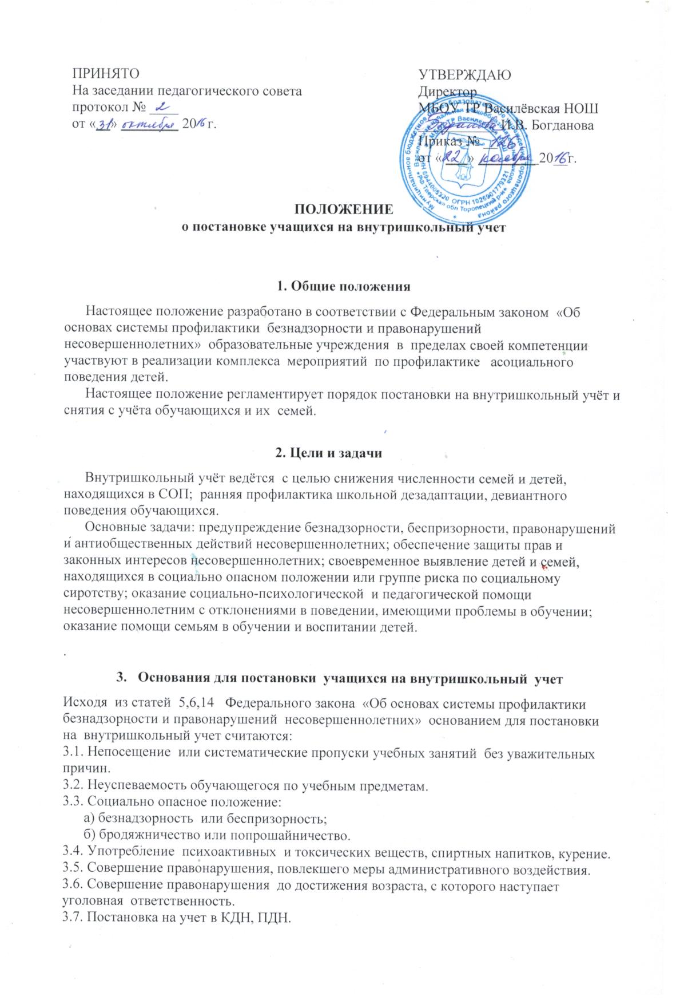 ПРИНЯТО
На заседании педагогического совета
протокол № 2
от «31» октября 2016 г.
УТВЕРЖДАЮ
Директор
МБОУ ТР Василёвская НОШ
И.В. Богданова
Приказ № 126
от «22» ноября 2016 г.
ИНН 6944005320 ОГРН 1026901779321
РФ Тверская обл Торопецкий р-н
ПОЛОЖЕНИЕ
о постановке учащихся на внутришкольный учет
1. Общие положения
Настоящее положение разработано в соответствии с Федеральным законом «Об
основах системы профилактики безнадзорности и правонарушений
несовершеннолетних» образовательные учреждения в пределах своей компетенции
участвуют в реализации комплекса мероприятий по профилактике асоциального
поведения детей.
Настоящее положение регламентирует порядок постановки на внутришкольный учёт и
снятия с учёта обучающихся и их семей.
2. Цели и задачи
Внутришкольный учёт ведётся с целью снижения численности семей и детей,
находящихся в СОП; ранняя профилактика школьной дезадаптации, девиантного
поведения обучающихся.
Основные задачи: предупреждение безнадзорности, беспризорности, правонарушений
и антиобщественных действий несовершеннолетних; обеспечение защиты прав и
законных интересов несовершеннолетних; своевременное выявление детей и семей,
находящихся в социально опасном положении или группе риска по социальному
сиротству; оказание социально-психологической и педагогической помощи
несовершеннолетним с отклонениями в поведении, имеющими проблемы в обучении;
оказание помощи семьям в обучении и воспитании детей.
.
3. Основания для постановки учащихся на внутришкольный учет
Исходя из статей 5,6,14 Федерального закона «Об основах системы профилактики
безнадзорности и правонарушений несовершеннолетних» основанием для постановки
на внутришкольный учет считаются:
3.1. Непосещение или систематические пропуски учебных занятий без уважительных
причин.
3.2. Неуспеваемость обучающегося по учебным предметам.
3.3. Социально опасное положение:
а) безнадзорность или беспризорность;
б) бродяжничество или попрошайничество.
3.4. Употребление психоактивных и токсических веществ, спиртных напитков, курение.
3.5. Совершение правонарушения, повлекшего меры административного воздействия.
3.6. Совершение правонарушения до достижения возраста, с которого наступает
уголовная ответственность.
3.7. Постановка на учет в КДН, ПДН.